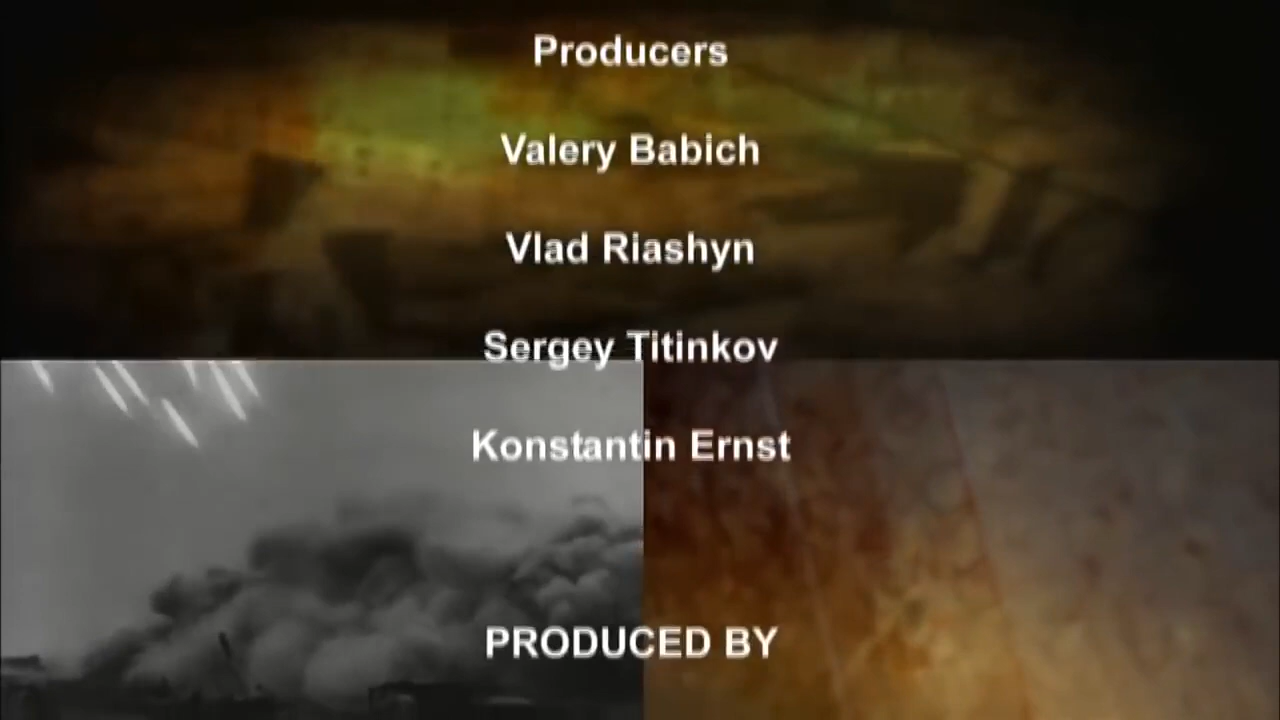 Producers
Valery Babich
Vlad Riashyn
Sergey Titinkov
Konstantin Ernst
PRODUCED BY